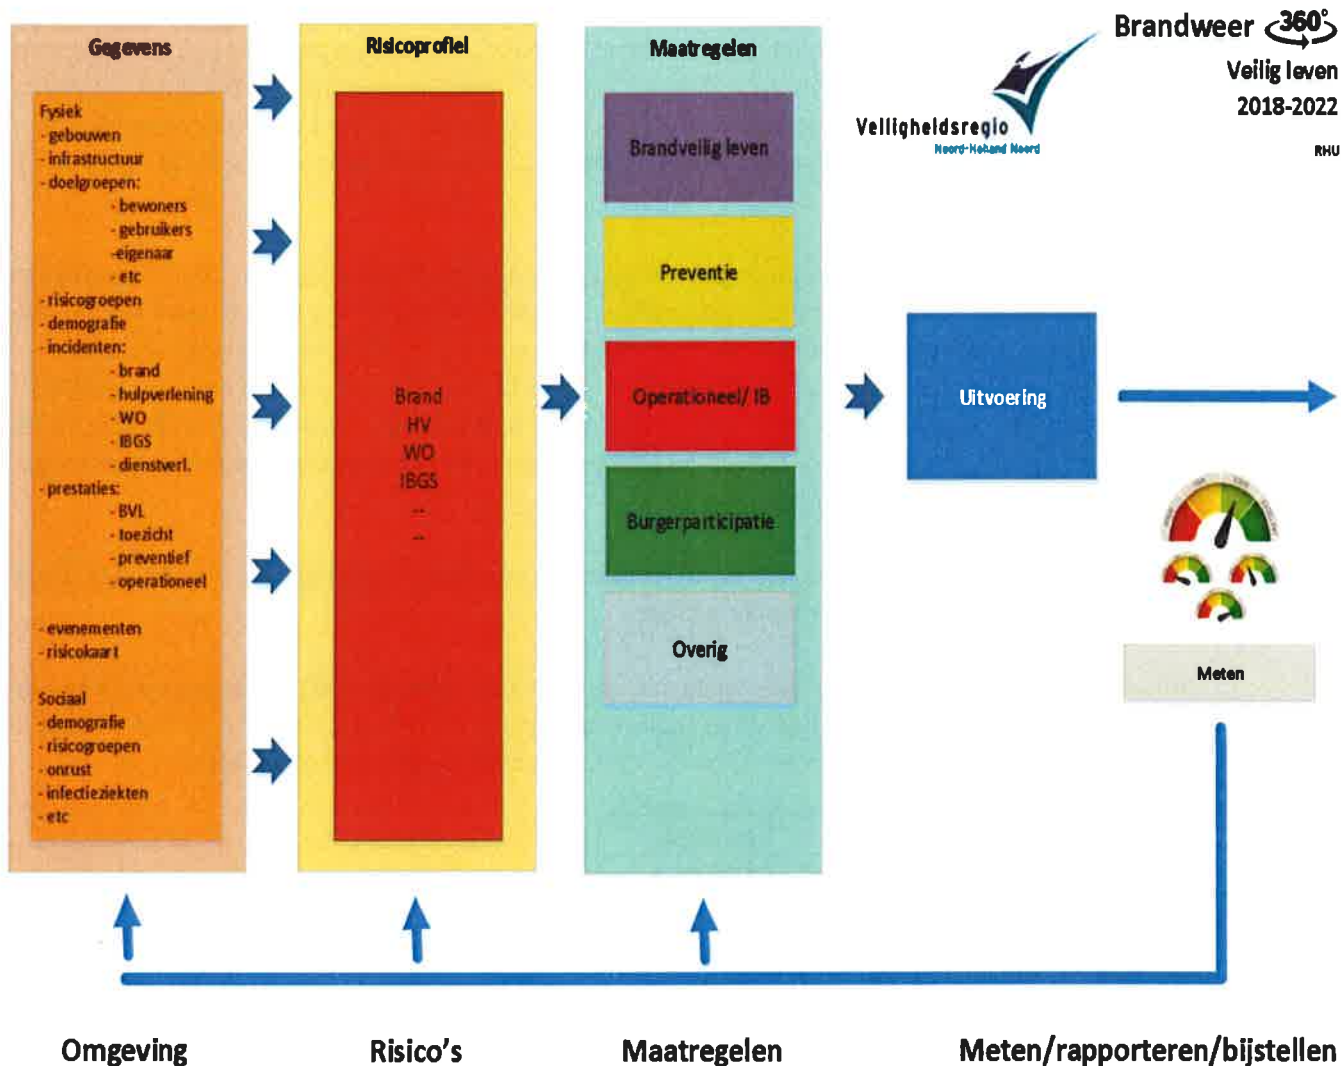 Gegevens
Fysiek
- gebouwen
- infrastructuur
- doelgroepen:
- bewoners
- gebruikers
-eigenaar
- etc
- risicogroepen
- demografie
- incidenten:
- brand
- hulpverlening
- WO
- IBGS
- dienstverl.
- prestaties:
- BVL
- toezicht
- preventief
- operationeel
- evenementen
- risicokaart
Sociaal
- demografie
- risicogroepen
- onrust
- infectieziekten
- etc
Risicoprofiel
Brand
HV
WO
IBGS
--
--
Maatregelen
Brandveilig leven
Preventie
Operationeel/ IB
Burgerparticipatie
Overig
Veiligheidsregio
Noord-Holland Noord
Brandweer 360°
Veilig leven
2018-2022
RHU
Uitvoering
Meten
Omgeving
Risico's
Maatregelen
Meten/rapporteren/bijstellen